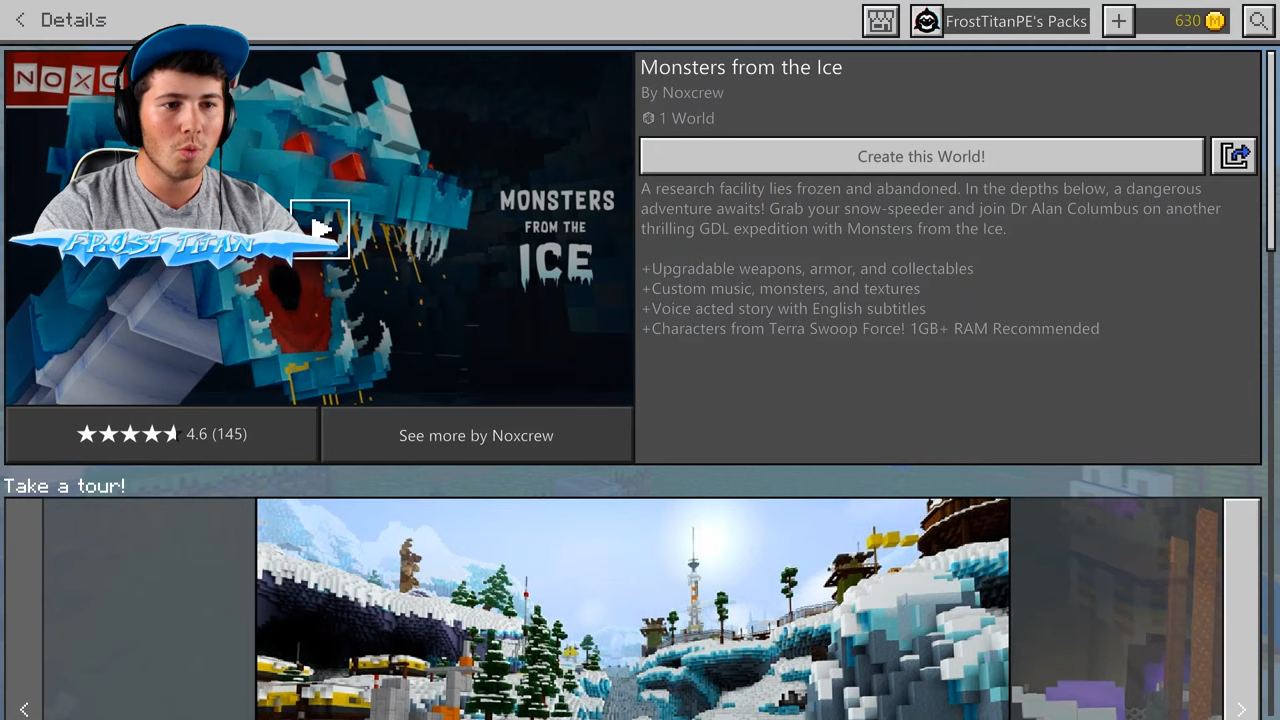 Details
FrostTitanPE's Packs
630
NOXC
FROST TITAN
MONSTERS
FROM THE
ICE
4.6 (145)
See more by Noxcrew
Monsters from the Ice
By Noxcrew
1 World
Create this World!
A research facility lies frozen and abandoned. In the depths below, a dangerous
adventure awaits! Grab your snow-speeder and join Dr Alan Columbus on another
thrilling GDL expedition with Monsters from the Ice.
+Upgradable weapons, armor, and collectables
+Custom music, monsters, and textures
+Voice acted story with English subtitles
+Characters from Terra Swoop Force! 1GB+ RAM Recommended
Take a tour!